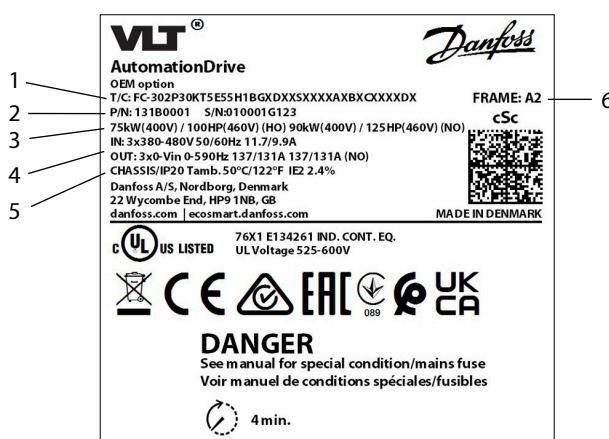 VLT ®
Danfoss
AutomationDrive
OEM option
1
T/C: FC-302P30KT5E55H1BGXDXXSXXXXAXBXCXXXXDX
FRAME: A2
6
2
P/N: 131B0001 S/N:010001G123
cSc
3
75kW(400V) / 100HP(460V) (HO) 90kW(400V) / 125HP(460V) (NO)
IN: 3x380-480V 50/60Hz 11.7/9.9A
4
OUT: 3x0-Vin 0-590Hz 137/131A 137/131A (NO)
5
CHASSIS/IP20 Tamb. 50°C/122°F IE2 2.4%
Danfoss A/S, Nordborg, Denmark
22 Wycombe End, HP9 1NB, GB
danfoss.com | ecosmart.danfoss.com
MADE IN DENMARK
C UL US LISTED
76X1 E134261 IND. CONT. EQ.
UL Voltage 525-600V
CE
EAC
089
UK
CA
DANGER
See manual for special condition/mains fuse
Voir manuel de conditions spéciales/fusibles
4 min.